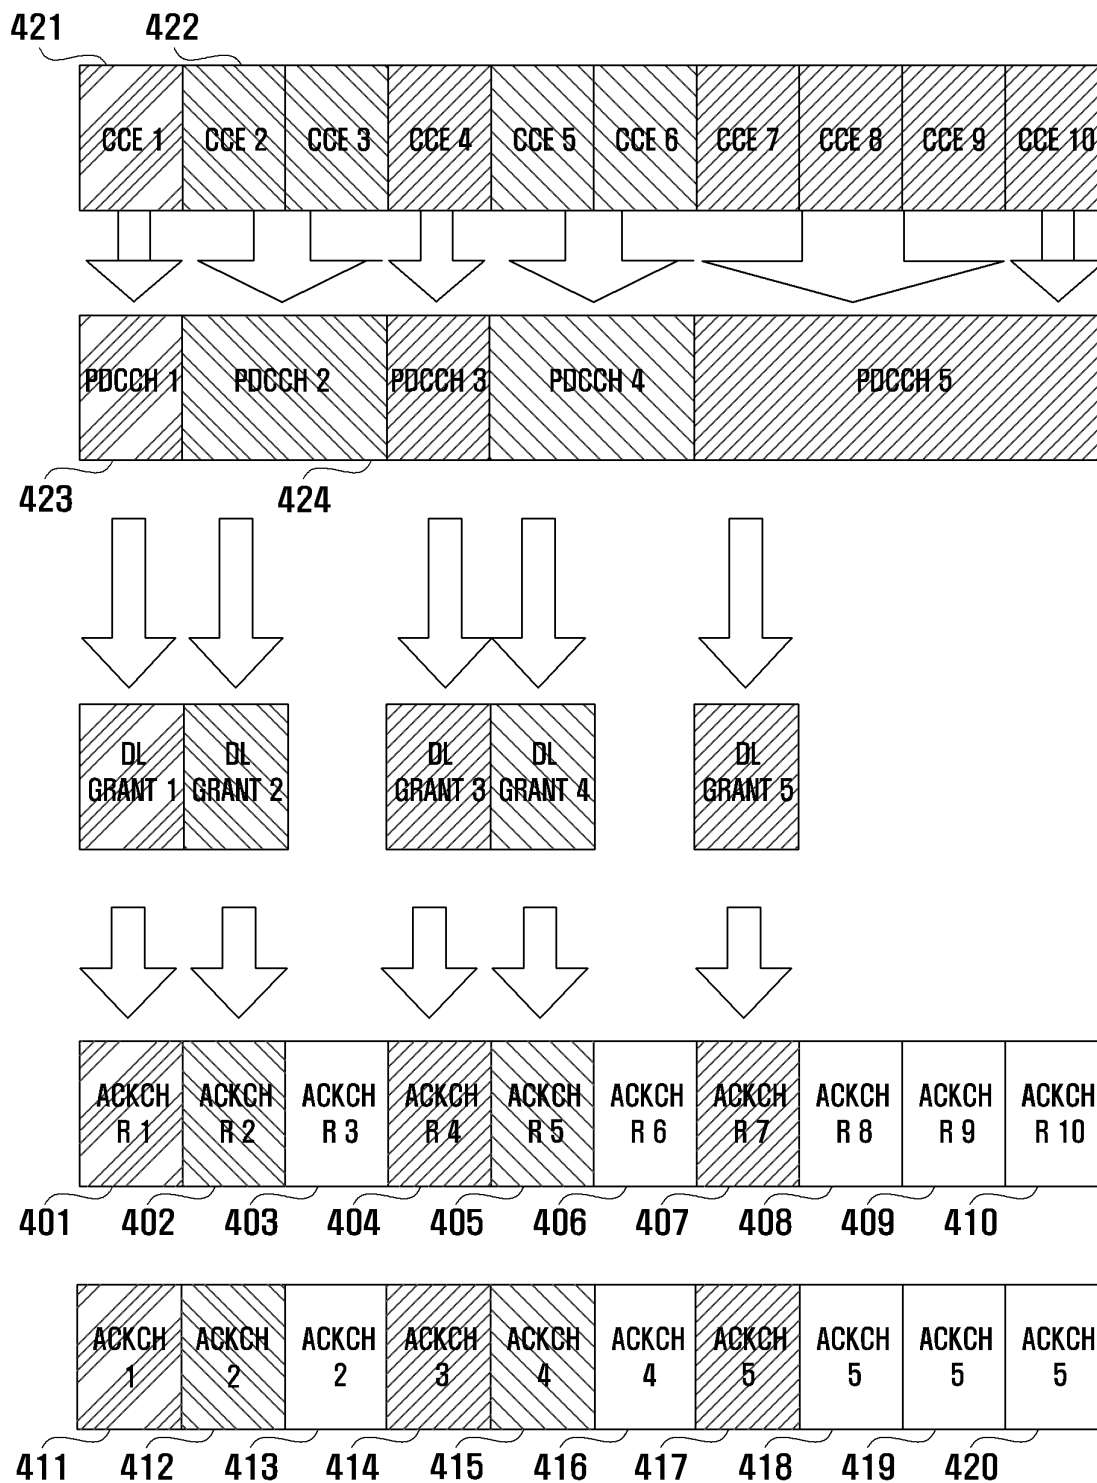 421 422
CCE 1 CCE 2 CCE 3 CCE 4 CCE 5 CCE 6 CCE 7 CCE 8 CCE 9 CCE 10
PDCCH 1 PDCCH 2 PDCCH 3 PDCCH 4 PDCCH 5
423 424
DL DL DL DL DL
GRANT 1 GRANT 2 GRANT 3 GRANT 4 GRANT 5
ACKCH ACKCH ACKCH ACKCH ACKCH ACKCH ACKCH ACKCH ACKCH ACKCH
R 1 R 2 R 3 R 4 R 5 R 6 R 7 R 8 R 9 R 10
401 402 403 404 405 406 407 408 409 410
ACKCH ACKCH ACKCH ACKCH ACKCH ACKCH ACKCH ACKCH ACKCH ACKCH
1 2 2 3 4 4 5 5 5 5
411 412 413 414 415 416 417 418 419 420